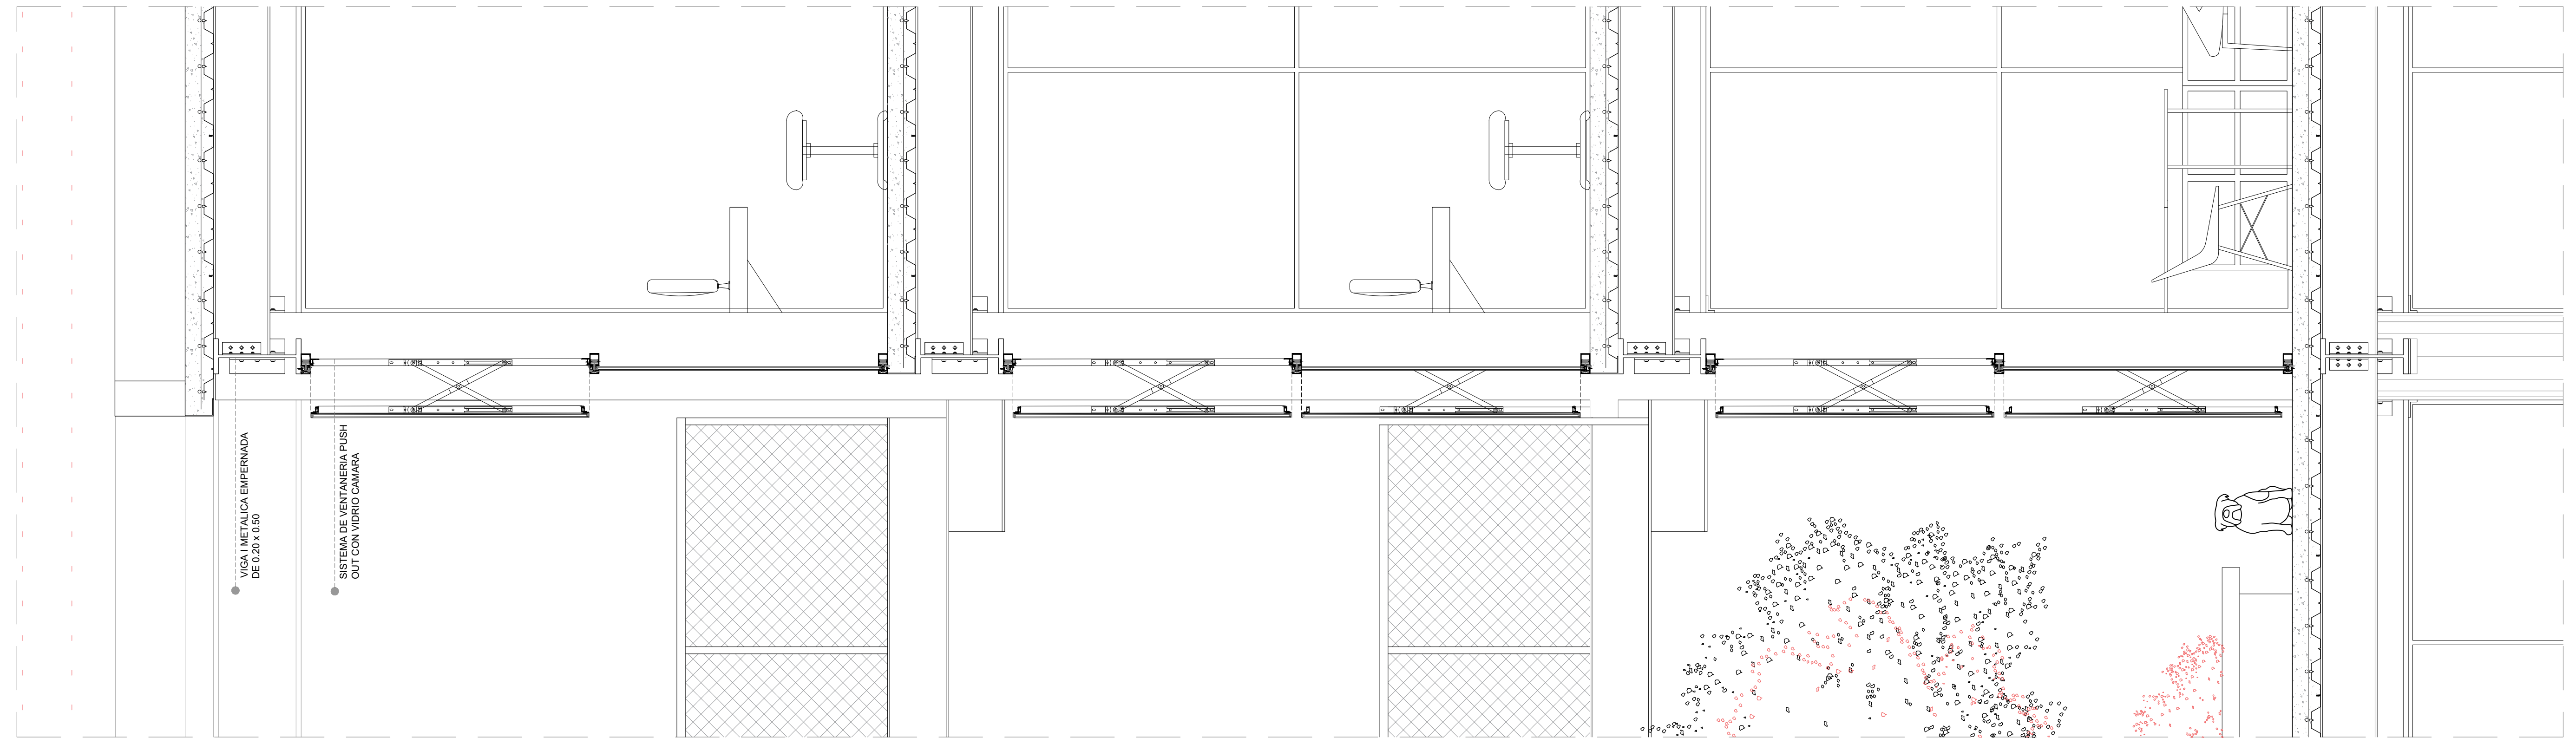 VIGA I METALICA EMPERNADA
DE 0.20 x 0.50
SISTEMA DE VENTANERIA PUSH
OUT CON VIDRIO CAMARA